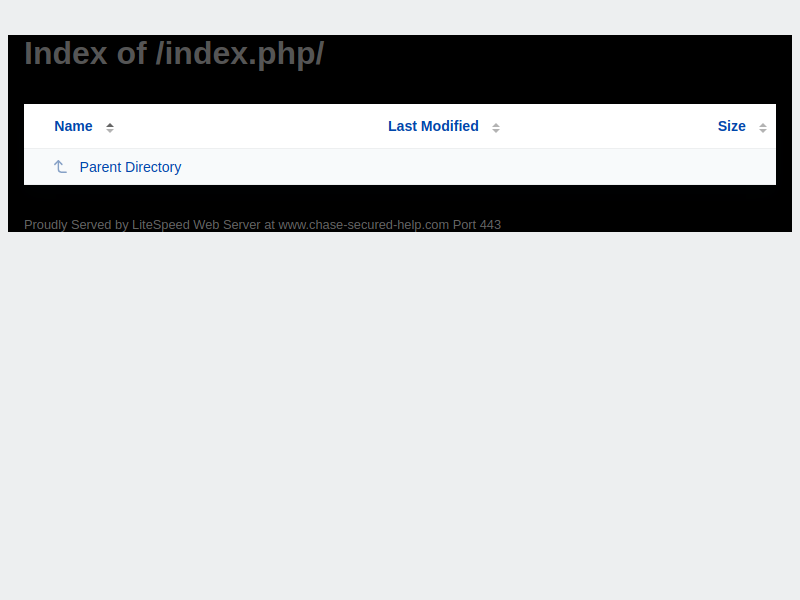 Index of /index.php/
Name Last Modified Size
Parent Directory
Proudly Served by LiteSpeed Web Server at www.chase-secured-help.com Port 443